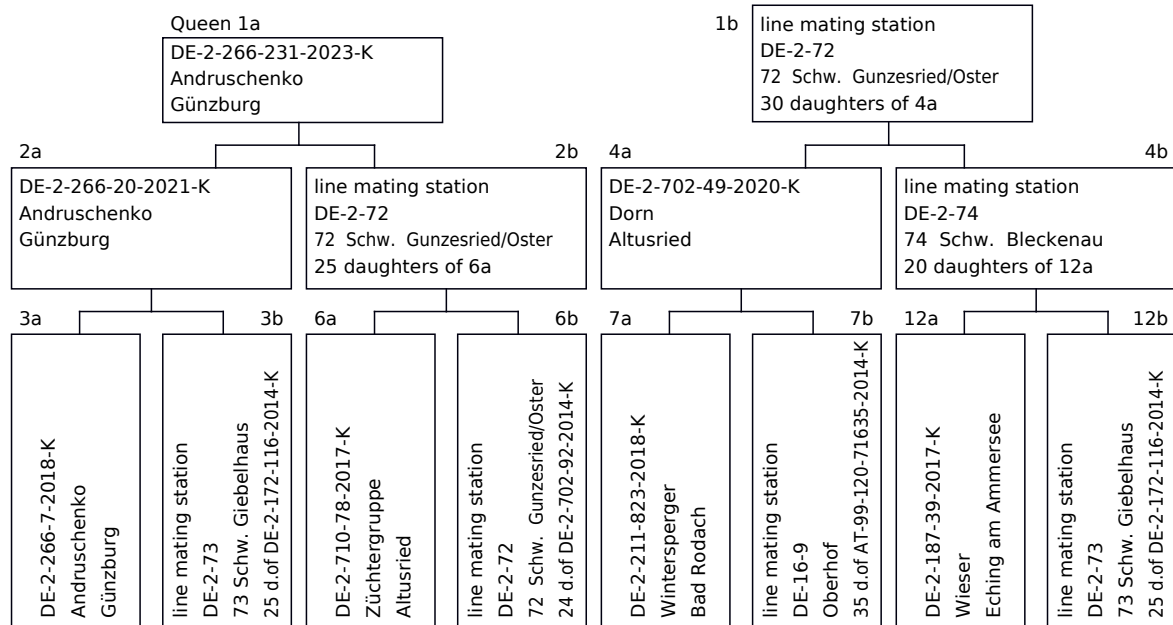 Queen 1a
DE-2-266-231-2023-K
Andruschenko
Günzburg
1b
line mating station
DE-2-72
72 Schw. Gunzesried/Oster
30 daughters of 4a
2a
DE-2-266-20-2021-K
Andruschenko
Günzburg
2b
line mating station
DE-2-72
72 Schw. Gunzesried/Oster
25 daughters of 6a
4a
DE-2-702-49-2020-K
Dorn
Altusried
4b
line mating station
DE-2-74
74 Schw. Bleckenau
20 daughters of 12a
3a
DE-2-266-7-2018-K
Andruschenko
Günzburg
3b
line mating station
DE-2-73
73 Schw. Giebelhaus
25 d.of DE-2-172-116-2014-K
6a
DE-2-710-78-2017-K
Züchtergruppe
Altusried
6b
line mating station
DE-2-72
72 Schw. Gunzesried/Oster
24 d.of DE-2-702-92-2014-K
7a
DE-2-211-823-2018-K
Wintersperger
Bad Rodach
7b
line mating station
DE-16-9
Oberhof
35 d.of AT-99-120-71635-2014-K
12a
DE-2-187-39-2017-K
Wieser
Eching am Ammersee
12b
line mating station
DE-2-73
73 Schw. Giebelhaus
25 d.of DE-2-172-116-2014-K